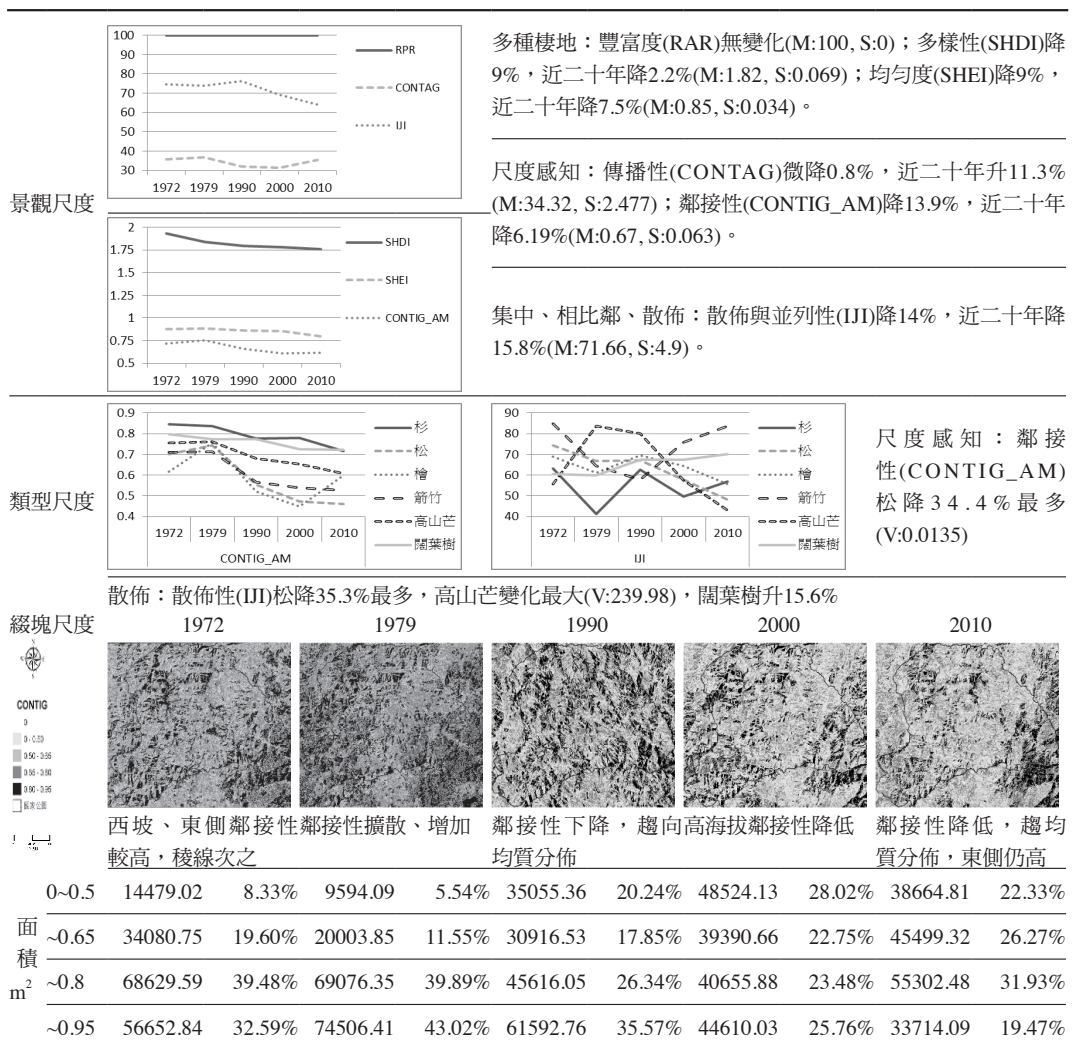 100
90
80
70
60
50
40
30
1972 1979 1990 2000 2010
RPR
CONTAG
IJI
多種棲地：豐富度(RAR)無變化(M:100, S:0)；多樣性(SHDI)降
9%，近二十年降2.2%(M:1.82, S:0.069)；均勻度(SHEI)降9%，
近二十年降7.5%(M:0.85, S:0.034)。
景觀尺度
尺度感知：傳播性(CONTAG)微降0.8%，近二十年升11.3%
(M:34.32, S:2.477)；鄰接性(CONTIG_AM)降13.9%，近二十年
降6.19%(M:0.67, S:0.063)。
2
1.75
1.5
1.25
1
0.75
0.5
1972 1979 1990 2000 2010
SHDI
SHEI
CONTIG_AM
集中、相比鄰、散佈：散佈與並列性(IJI)降14%，近二十年降
15.8%(M:71.66, S:4.9)。
類型尺度
0.9
0.8
0.7
0.6
0.5
0.4
1972 1979 1990 2000 2010
CONTIG_AM
杉
松
檜
箭竹
高山芒
闊葉樹
90
80
70
60
50
40
1972 1979 1990 2000 2010
IJI
杉
松
檜
箭竹
高山芒
闊葉樹
尺度感知：鄰接
性(CONTIG_AM)
松降34.4%最多
(V:0.0135)
散佈：散佈性(IJI)松降35.3%最多，高山芒變化最大(V:239.98)，闊葉樹升15.6%
綴塊尺度 1972 1979 1990 2000 2010
CONTIG
0
國家公園
西坡、東側鄰接性
較高，稜線次之
鄰接性擴散、增加
鄰接性下降，趨向
均質分佈
高海拔鄰接性降低
鄰接性降低，趨均
質分佈，東側仍高
面積 m²
0~0.5 14479.02 8.33% 9594.09 5.54% 35055.36 20.24% 48524.13 28.02% 38664.81 22.33%
~0.65 34080.75 19.60% 20003.85 11.55% 30916.53 17.85% 39390.66 22.75% 45499.32 26.27%
~0.8 68629.59 39.48% 69076.35 39.89% 45616.05 26.34% 40655.88 23.48% 55302.48 31.93%
~0.95 56652.84 32.59% 74506.41 43.02% 61592.76 35.57% 44610.03 25.76% 33714.09 19.47%